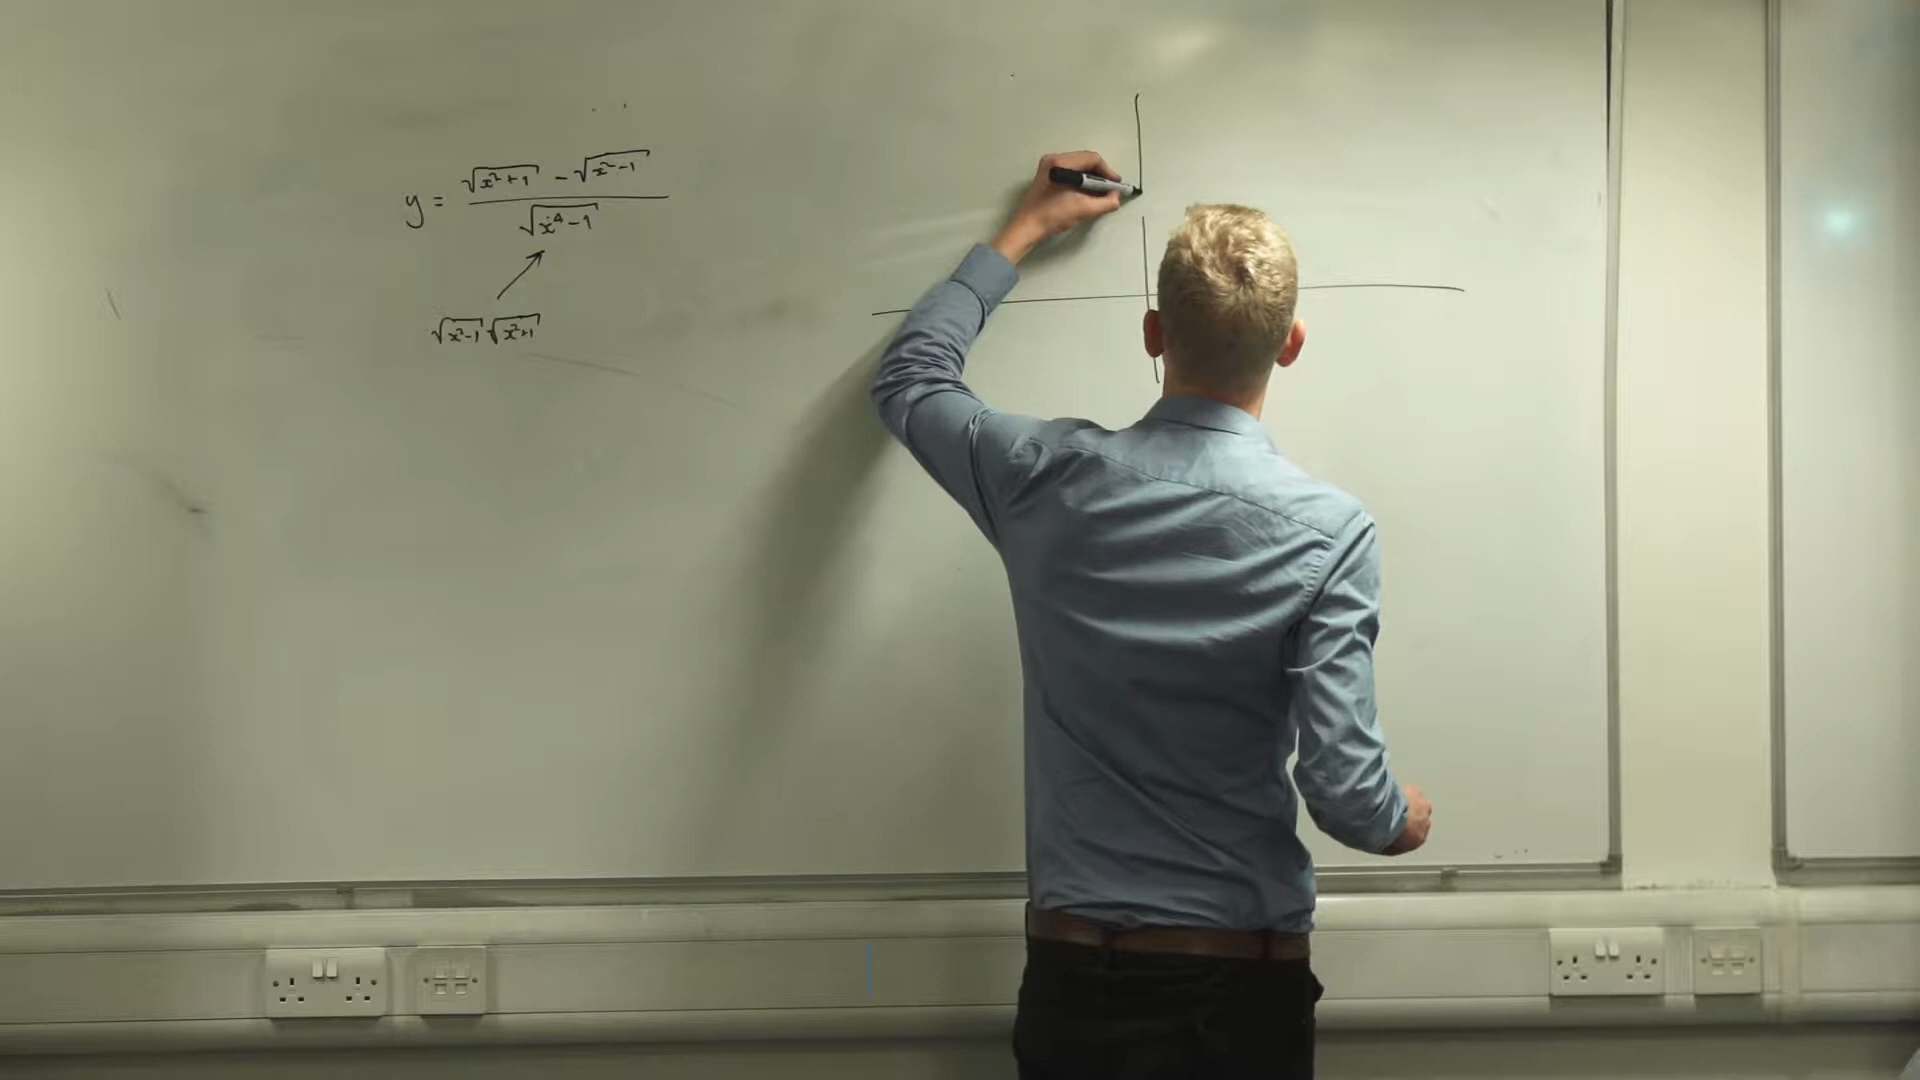 y = √(x²+1) − √(x²−1) / √(x⁴−1)
√(x²−1) √(x²+1)